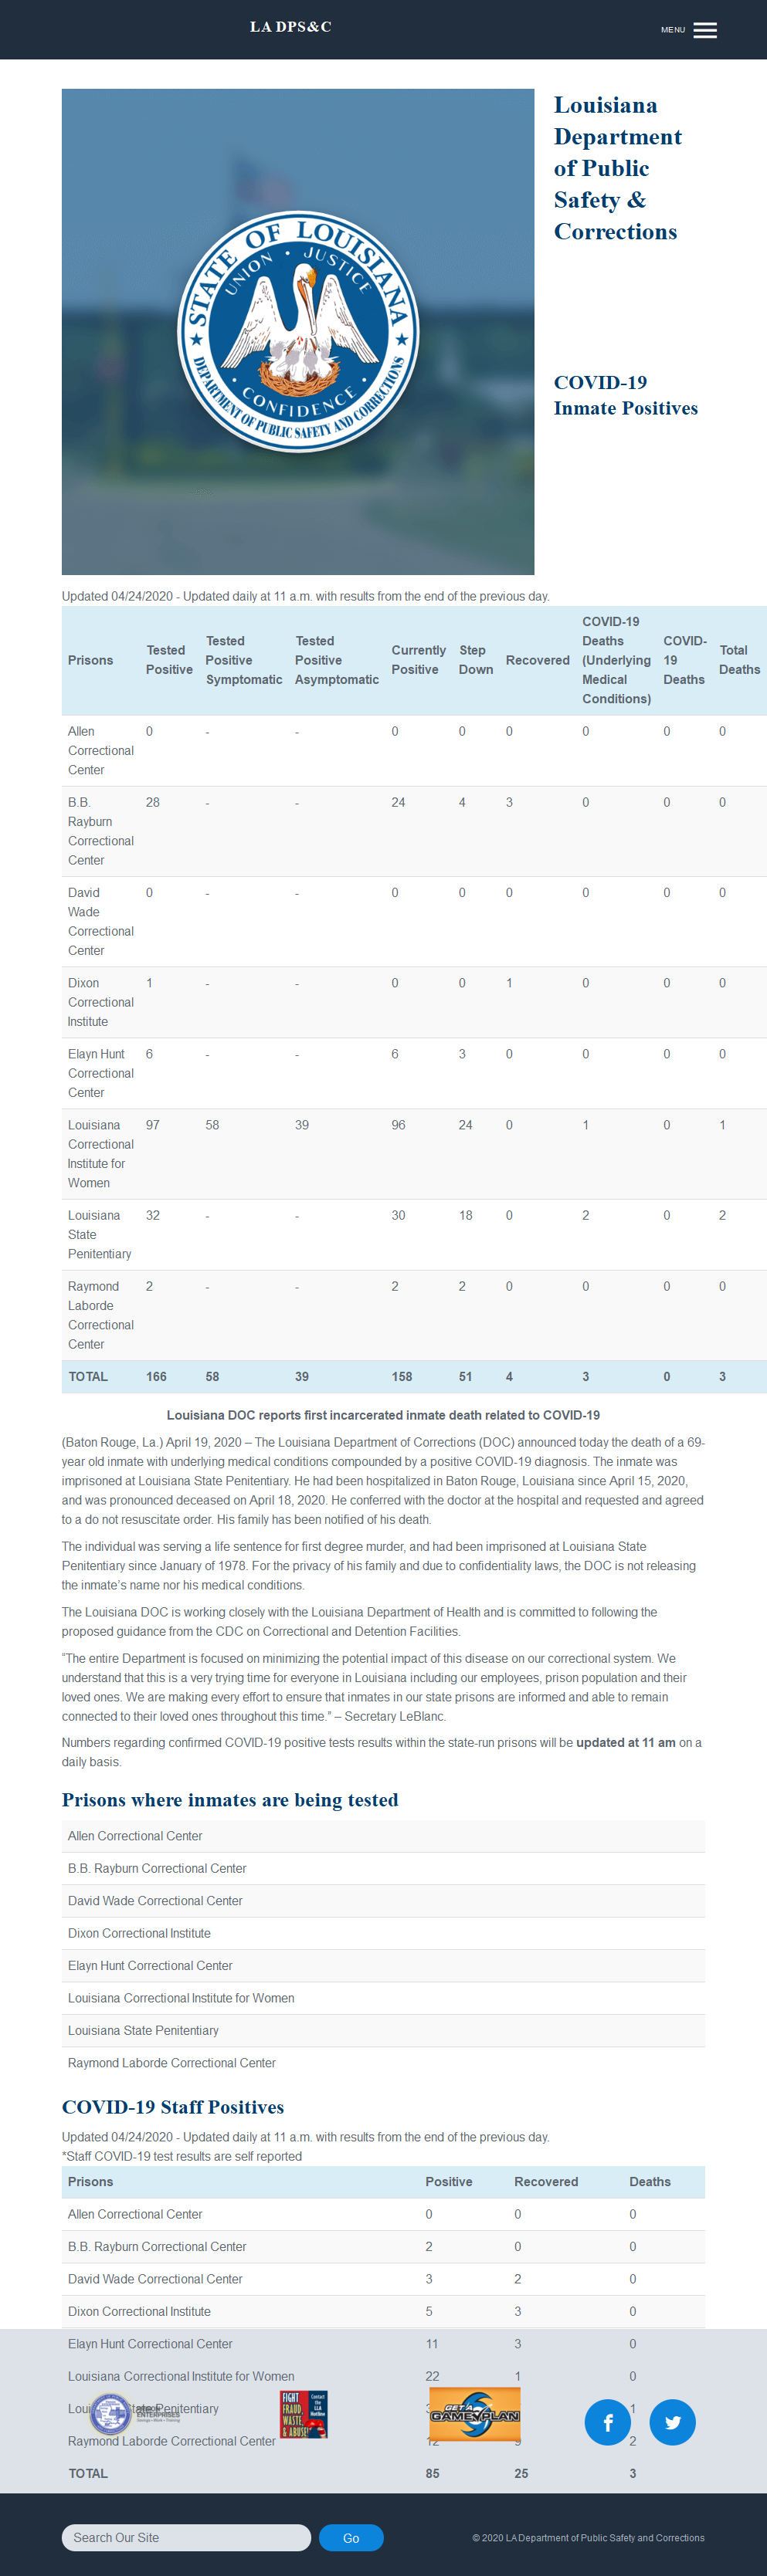 LA DPS&C
MENU
STATE OF LOUISIANA
UNION · JUSTICE
· CONFIDENCE ·
DEPARTMENT OF PUBLIC SAFETY AND CORRECTIONS
Louisiana
Department
of Public
Safety &
Corrections
COVID-19
Inmate Positives
Updated 04/24/2020 - Updated daily at 11 a.m. with results from the end of the previous day.
Prisons Tested Positive Tested Positive Symptomatic Tested Positive Asymptomatic Currently Positive Step Down Recovered COVID-19 Deaths (Underlying Medical Conditions) COVID-19 Deaths Total Deaths
Allen Correctional Center 0 - - 0 0 0 0 0 0
B.B. Rayburn Correctional Center 28 - - 24 4 3 0 0 0
David Wade Correctional Center 0 - - 0 0 0 0 0 0
Dixon Correctional Institute 1 - - 0 0 1 0 0 0
Elayn Hunt Correctional Center 6 - - 6 3 0 0 0 0
Louisiana Correctional Institute for Women 97 58 39 96 24 0 1 0 1
Louisiana State Penitentiary 32 - - 30 18 0 2 0 2
Raymond Laborde Correctional Center 2 - - 2 2 0 0 0 0
TOTAL 166 58 39 158 51 4 3 0 3
Louisiana DOC reports first incarcerated inmate death related to COVID-19
(Baton Rouge, La.) April 19, 2020 – The Louisiana Department of Corrections (DOC) announced today the death of a 69-
year old inmate with underlying medical conditions compounded by a positive COVID-19 diagnosis. The inmate was
imprisoned at Louisiana State Penitentiary. He had been hospitalized in Baton Rouge, Louisiana since April 15, 2020,
and was pronounced deceased on April 18, 2020. He conferred with the doctor at the hospital and requested and agreed
to a do not resuscitate order. His family has been notified of his death.
The individual was serving a life sentence for first degree murder, and had been imprisoned at Louisiana State
Penitentiary since January of 1978. For the privacy of his family and due to confidentiality laws, the DOC is not releasing
the inmate’s name nor his medical conditions.
The Louisiana DOC is working closely with the Louisiana Department of Health and is committed to following the
proposed guidance from the CDC on Correctional and Detention Facilities.
“The entire Department is focused on minimizing the potential impact of this disease on our correctional system. We
understand that this is a very trying time for everyone in Louisiana including our employees, prison population and their
loved ones. We are making every effort to ensure that inmates in our state prisons are informed and able to remain
connected to their loved ones throughout this time.” – Secretary LeBlanc.
Numbers regarding confirmed COVID-19 positive tests results within the state-run prisons will be updated at 11 am on a
daily basis.
Prisons where inmates are being tested
Allen Correctional Center
B.B. Rayburn Correctional Center
David Wade Correctional Center
Dixon Correctional Institute
Elayn Hunt Correctional Center
Louisiana Correctional Institute for Women
Louisiana State Penitentiary
Raymond Laborde Correctional Center
COVID-19 Staff Positives
Updated 04/24/2020 - Updated daily at 11 a.m. with results from the end of the previous day.
*Staff COVID-19 test results are self reported
Prisons Positive Recovered Deaths
Allen Correctional Center 0 0 0
B.B. Rayburn Correctional Center 2 0 0
David Wade Correctional Center 3 2 0
Dixon Correctional Institute 5 3 0
Elayn Hunt Correctional Center 11 3 0
Louisiana Correctional Institute for Women 22 1 0
State Penitentiary 1
ENTERPRISES
FIGHT FRAUD, WASTE & ABUSE!
Contact the LLA Hotline
GET A GAME PLAN
Raymond Laborde Correctional Center 12 9 2
TOTAL 85 25 3
Search Our Site
Go
© 2020 LA Department of Public Safety and Corrections